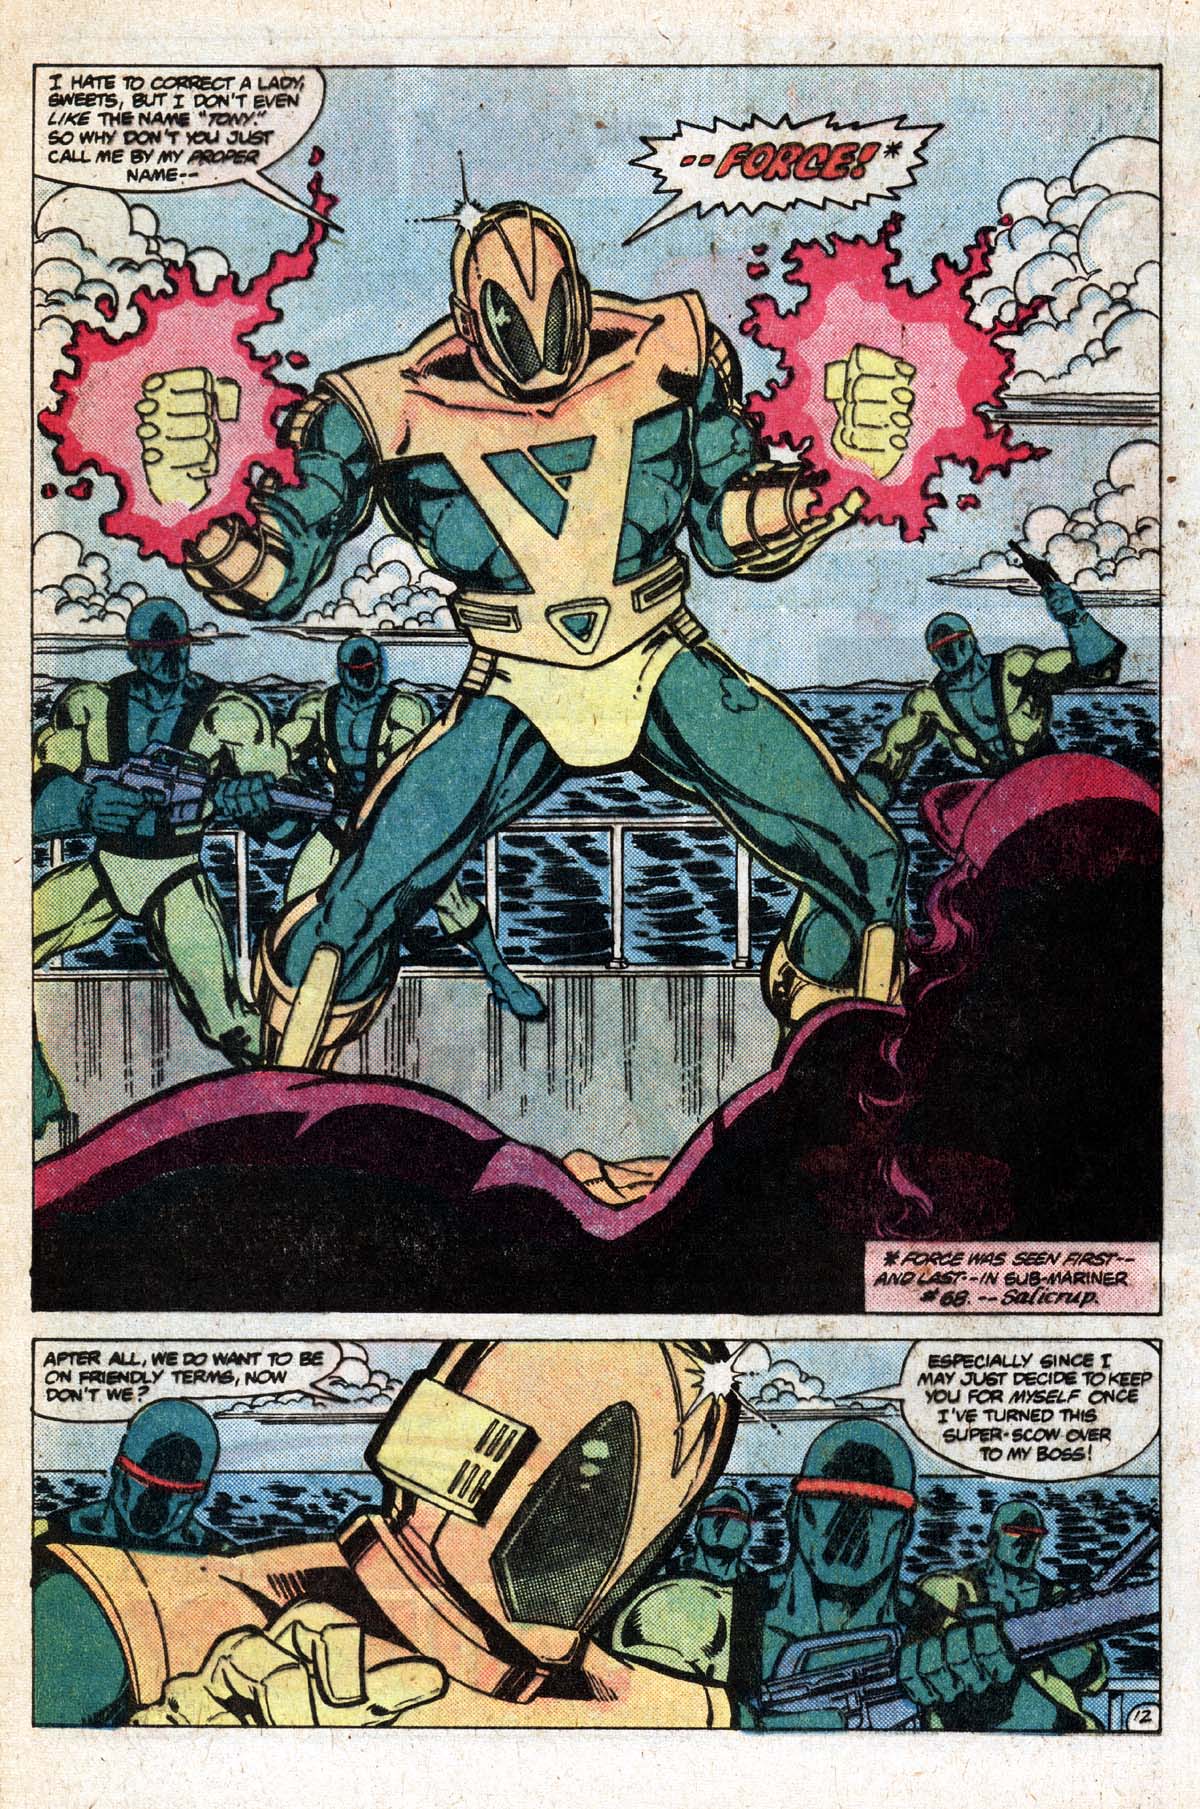 I HATE TO CORRECT A LADY,
SWEETS, BUT I DON'T EVEN
LIKE THE NAME "TONY."
SO WHY DON'T YOU JUST
CALL ME BY MY PROPER
NAME--
--FORCE!*
* FORCE WAS SEEN FIRST--
AND LAST--IN SUB-MARINER
#68. -- Salicrup.
AFTER ALL, WE DO WANT TO BE
ON FRIENDLY TERMS, NOW
DON'T WE?
ESPECIALLY SINCE I
MAY JUST DECIDE TO KEEP
YOU FOR MYSELF ONCE
I'VE TURNED THIS
SUPER-SCOW OVER
TO MY BOSS!
12